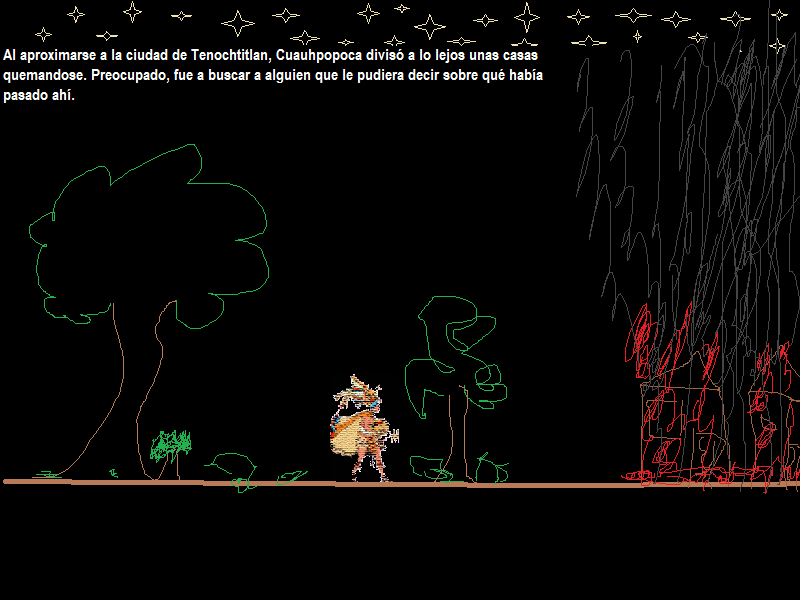 Al aproximarse a la ciudad de Tenochtitlan, Cuauhpopoca divisó a lo lejos unas casas
quemandose. Preocupado, fue a buscar a alguien que le pudiera decir sobre qué había
pasado ahí.